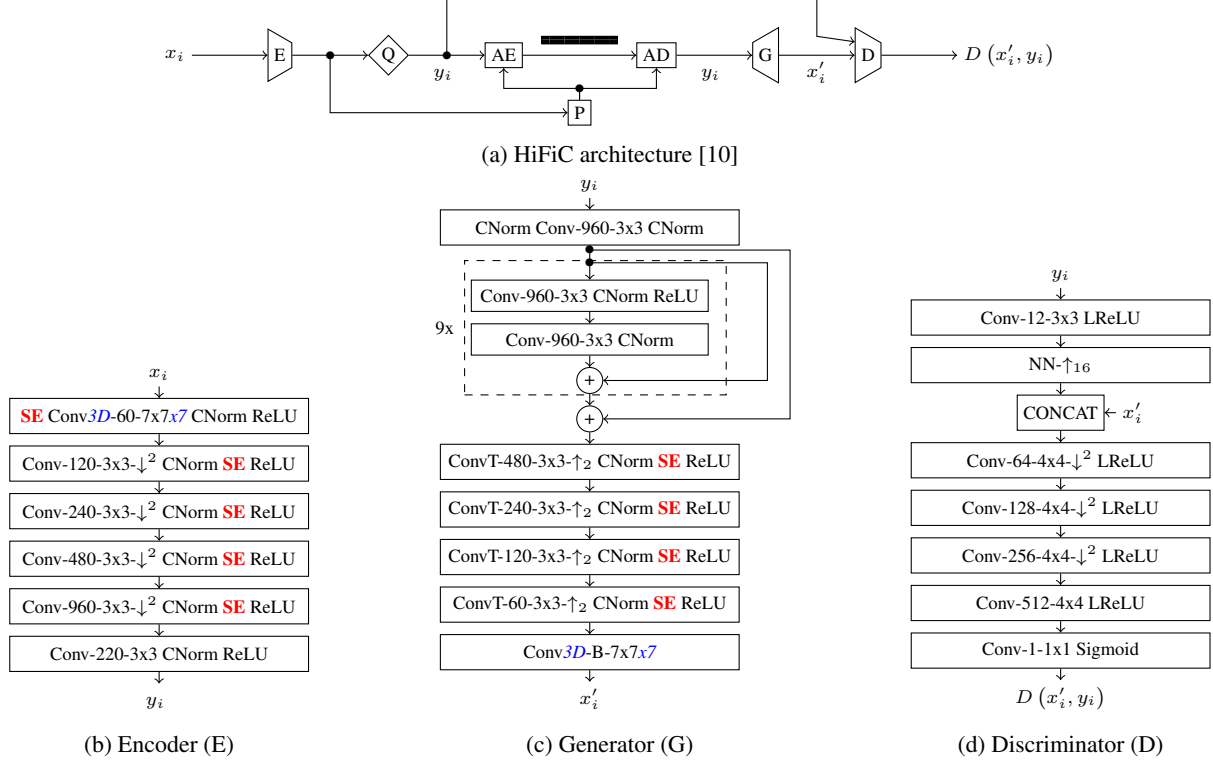 x_i E Q y_i AE AD y_i G x'_i D D (x'_i, y_i)
P
(a) HiFiC architecture [10]
y_i
CNorm Conv-960-3x3 CNorm
9x
Conv-960-3x3 CNorm ReLU
Conv-960-3x3 CNorm
+
+
ConvT-480-3x3-↑₂ CNorm SE ReLU
ConvT-240-3x3-↑₂ CNorm SE ReLU
ConvT-120-3x3-↑₂ CNorm SE ReLU
ConvT-60-3x3-↑₂ CNorm SE ReLU
Conv3D-B-7x7x7
x'_i
x_i
SE Conv3D-60-7x7x7 CNorm ReLU
Conv-120-3x3-↓² CNorm SE ReLU
Conv-240-3x3-↓² CNorm SE ReLU
Conv-480-3x3-↓² CNorm SE ReLU
Conv-960-3x3-↓² CNorm SE ReLU
Conv-220-3x3 CNorm ReLU
y_i
y_i
Conv-12-3x3 LReLU
NN-↑₁₆
CONCAT x'_i
Conv-64-4x4-↓² LReLU
Conv-128-4x4-↓² LReLU
Conv-256-4x4-↓² LReLU
Conv-512-4x4 LReLU
Conv-1-1x1 Sigmoid
D (x'_i, y_i)
(b) Encoder (E)
(c) Generator (G)
(d) Discriminator (D)